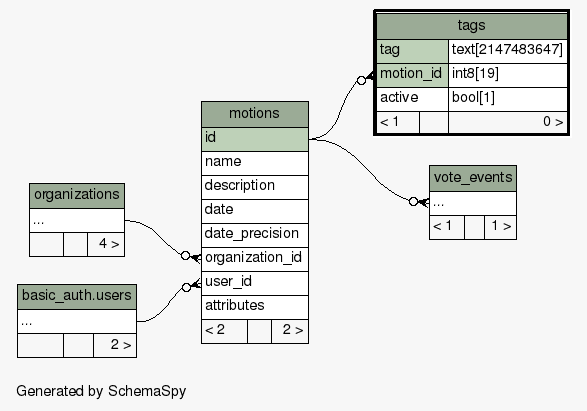 tags
tag text[2147483647]
motion_id int8[19]
active bool[1]
< 1 0 >
motions
id
name
description
date
date_precision
organization_id
user_id
attributes
< 2 2 >
vote_events
...
< 1 1 >
organizations
...
4 >
basic_auth.users
...
2 >
Generated by SchemaSpy